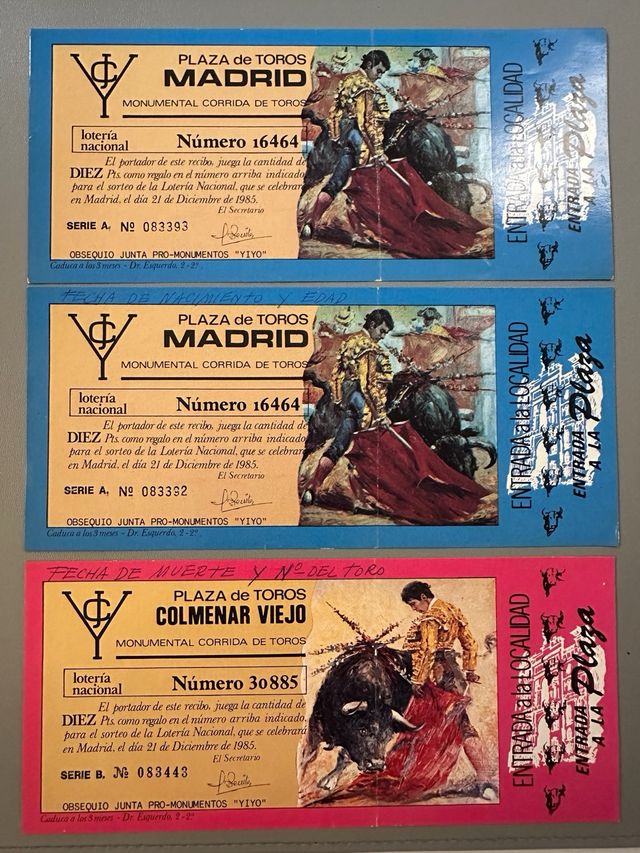 PLAZA de TOROS
MADRID
MONUMENTAL CORRIDA DE TOROS
lotería
nacional
Número 16464
El portador de este recibo, juega la cantidad de
DIEZ Pts. como regalo en el número arriba indicado
para el sorteo de la Lotería Nacional, que se celebrará
en Madrid, el día 21 de Diciembre de 1985.
El Secretario
SERIE A. Nº 083393
OBSEQUIO JUNTA PRO-MONUMENTOS "YIYO"
Caduca a los 3 meses - Dr. Esquerdo, 2 - 2º
ENTRADA a la LOCALIDAD
ENTRADA
A LA Plaza
FECHA DE NACIMIENTO Y EDAD
PLAZA de TOROS
MADRID
MONUMENTAL CORRIDA DE TOROS
lotería
nacional
Número 16464
El portador de este recibo, juega la cantidad de
DIEZ Pts. como regalo en el número arriba indicado
para el sorteo de la Lotería Nacional, que se celebrará
en Madrid, el día 21 de Diciembre de 1985.
El Secretario
SERIE A. Nº 083392
OBSEQUIO JUNTA PRO-MONUMENTOS "YIYO"
Caduca a los 3 meses - Dr. Esquerdo, 2 - 2º
ENTRADA a la LOCALIDAD
ENTRADA
A LA Plaza
FECHA DE MUERTE Y Nº DEL TORO
PLAZA de TOROS
COLMENAR VIEJO
MONUMENTAL CORRIDA DE TOROS
lotería
nacional
Número 30885
El portador de este recibo, juega la cantidad de
DIEZ Pts. como regalo en el número arriba indicado
para el sorteo de la Lotería Nacional, que se celebrará
en Madrid, el día 21 de Diciembre de 1985.
El Secretario
SERIE B. Nº 083443
OBSEQUIO JUNTA PRO-MONUMENTOS "YIYO"
Caduca a los 3 meses - Dr. Esquerdo, 2 - 2º
ENTRADA a la LOCALIDAD
ENTRADA
A LA Plaza